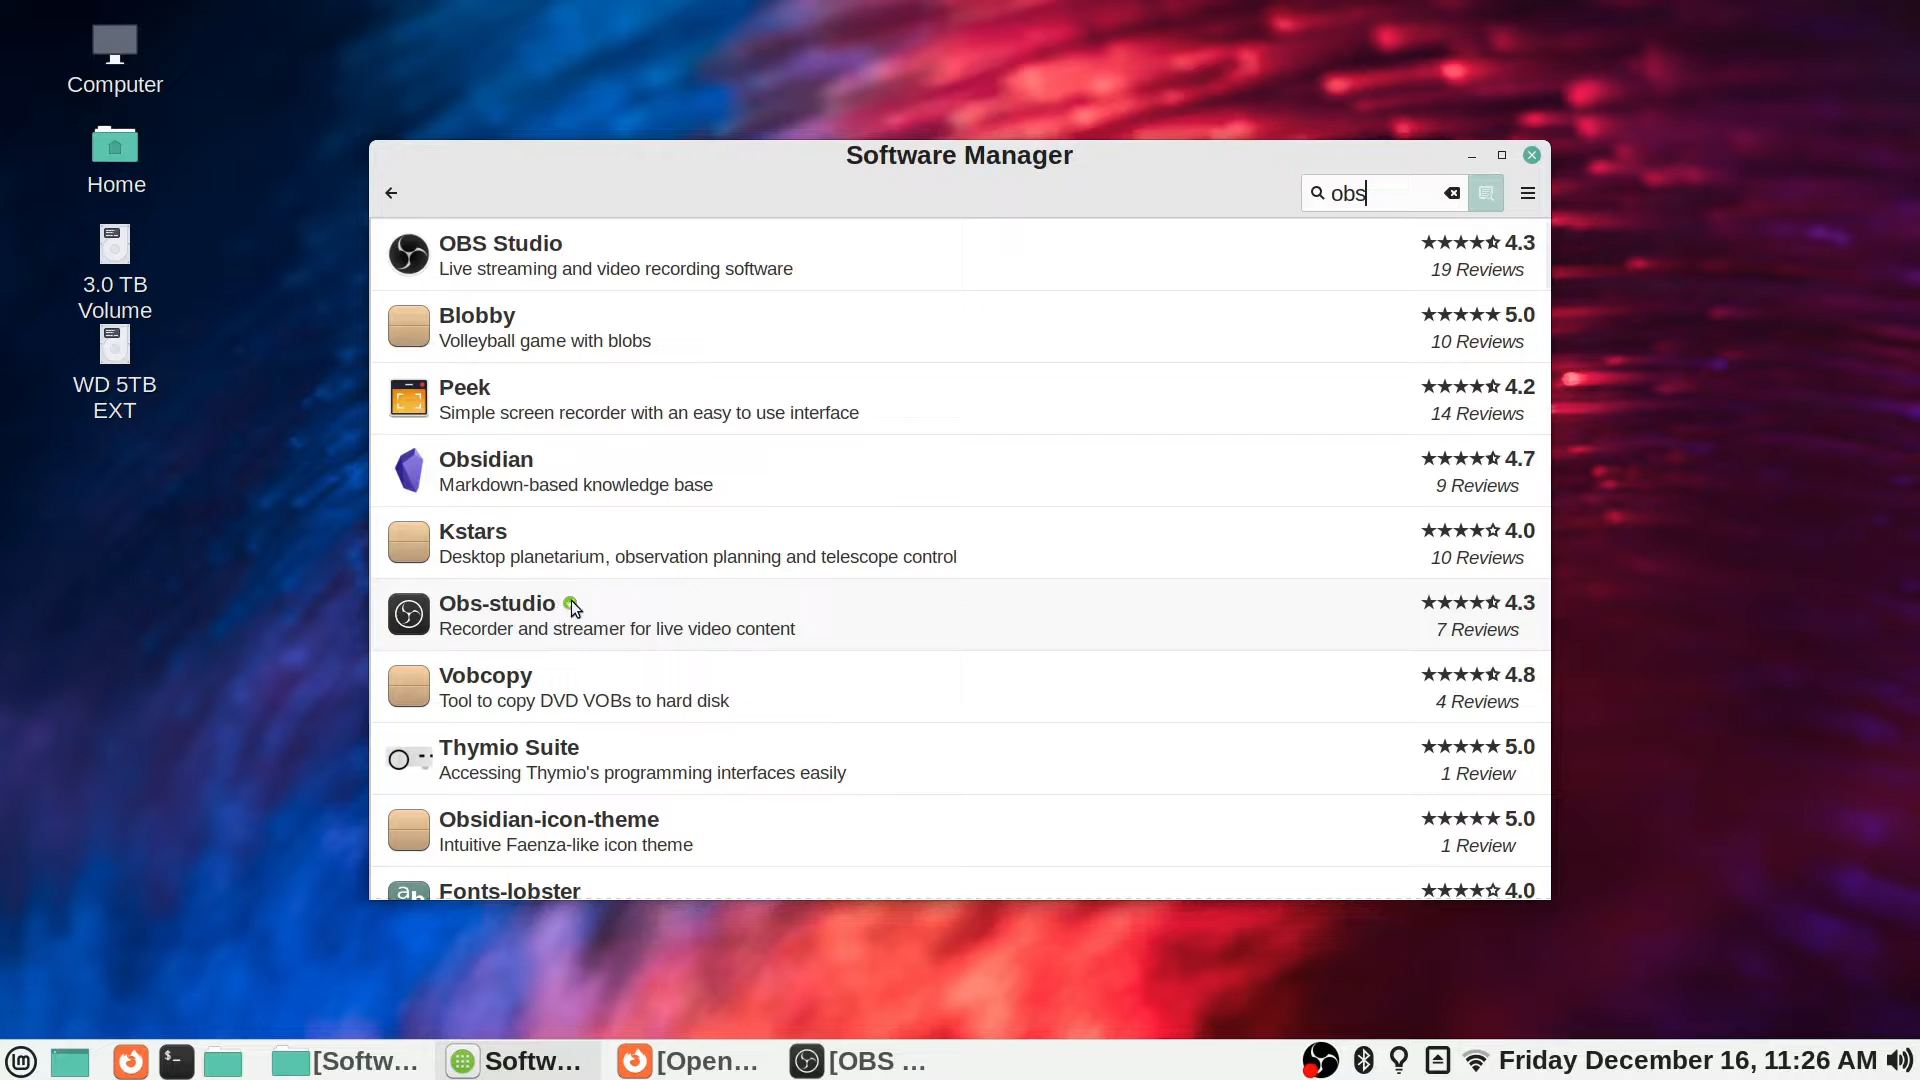 Computer
Home
3.0 TB
Volume
WD 5TB
EXT
Software Manager
obs
OBS Studio
Live streaming and video recording software
4.3
19 Reviews
Blobby
Volleyball game with blobs
5.0
10 Reviews
Peek
Simple screen recorder with an easy to use interface
4.2
14 Reviews
Obsidian
Markdown-based knowledge base
4.7
9 Reviews
Kstars
Desktop planetarium, observation planning and telescope control
4.0
10 Reviews
Obs-studio
Recorder and streamer for live video content
4.3
7 Reviews
Vobcopy
Tool to copy DVD VOBs to hard disk
4.8
4 Reviews
Thymio Suite
Accessing Thymio's programming interfaces easily
5.0
1 Review
Obsidian-icon-theme
Intuitive Faenza-like icon theme
5.0
1 Review
Fonts-lobster
4.0
[Softw...
Softw...
[Open...
[OBS ...
Friday December 16, 11:26 AM